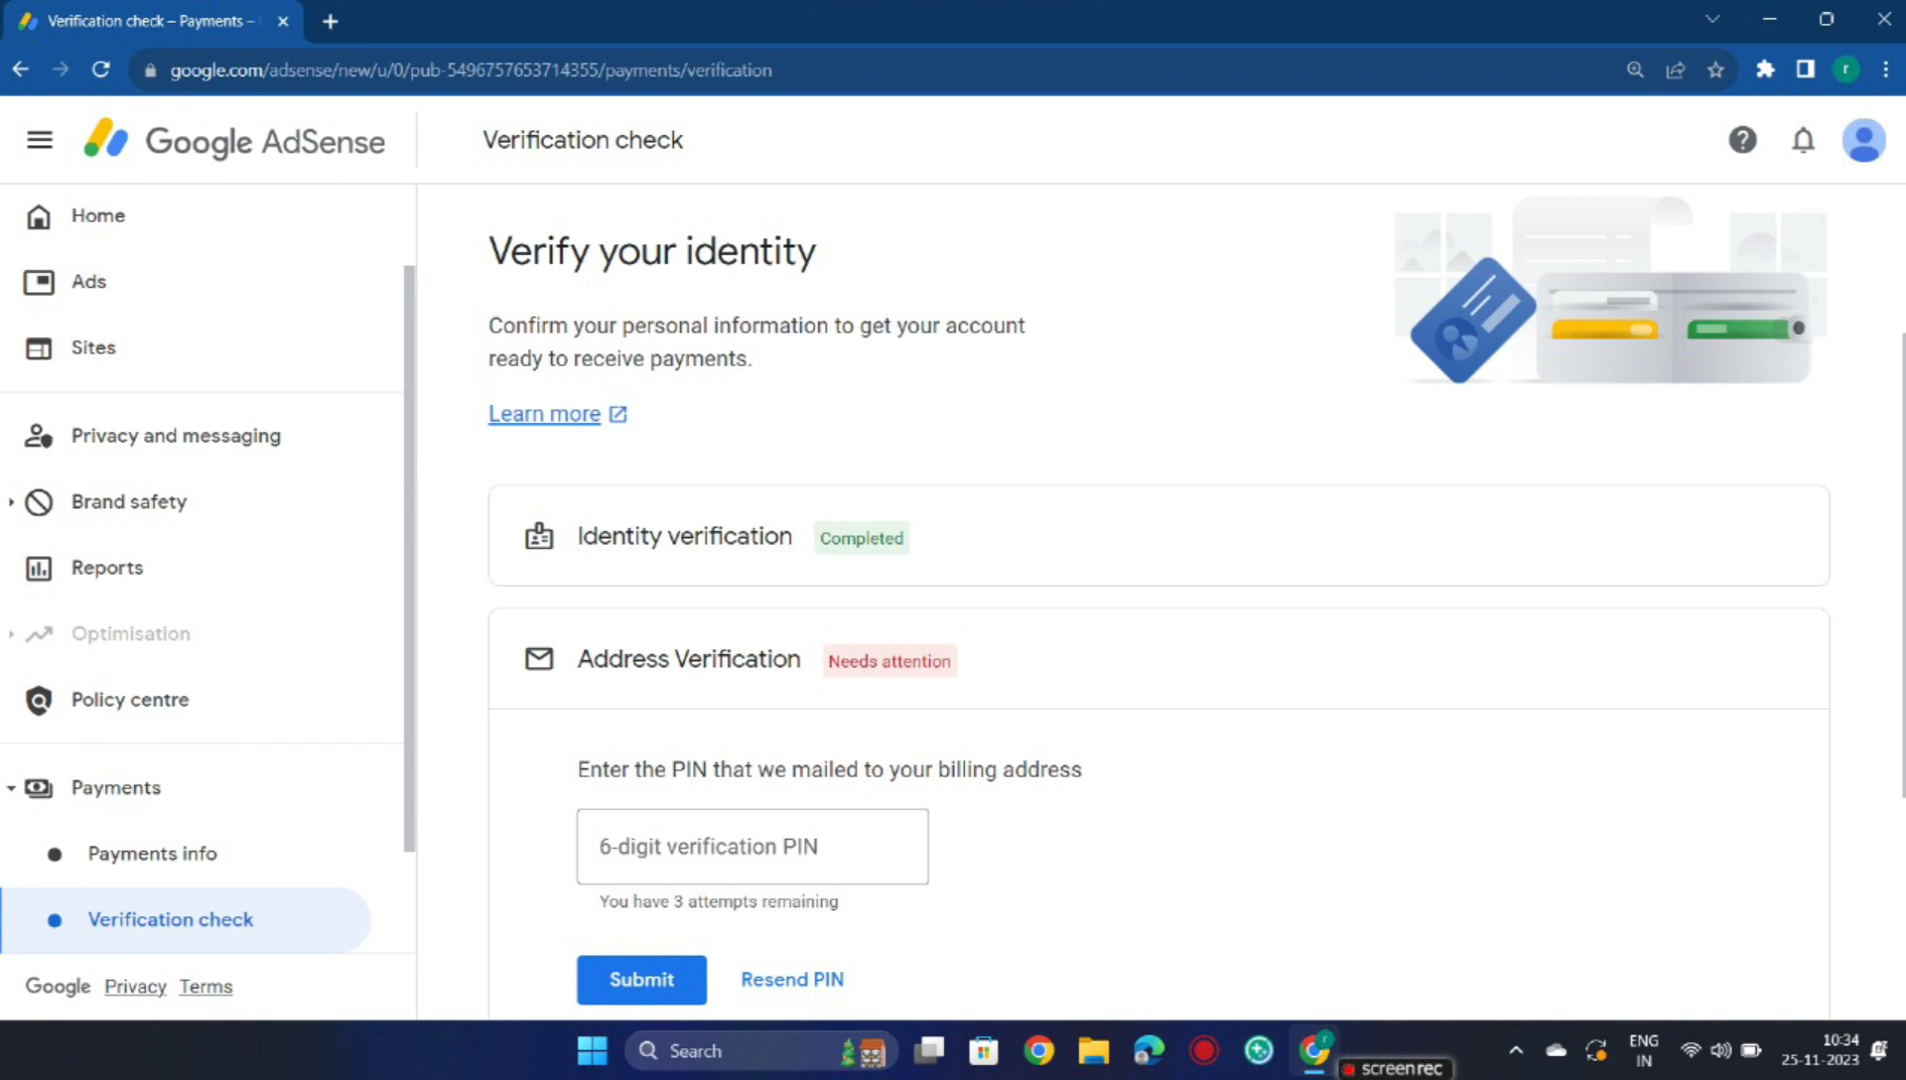 Verification check – Payments –
google.com/adsense/new/u/0/pub-5496757653714355/payments/verification
r
Google AdSense
Verification check
Home
Ads
Sites
Privacy and messaging
Brand safety
Reports
Optimisation
Policy centre
Payments
Payments info
Verification check
Google Privacy Terms
Verify your identity
Confirm your personal information to get your account
ready to receive payments.
Learn more
Identity verification Completed
Address Verification Needs attention
Enter the PIN that we mailed to your billing address
6-digit verification PIN
You have 3 attempts remaining
Submit Resend PIN
Search
screenrec
ENG
IN
10:34
25-11-2023